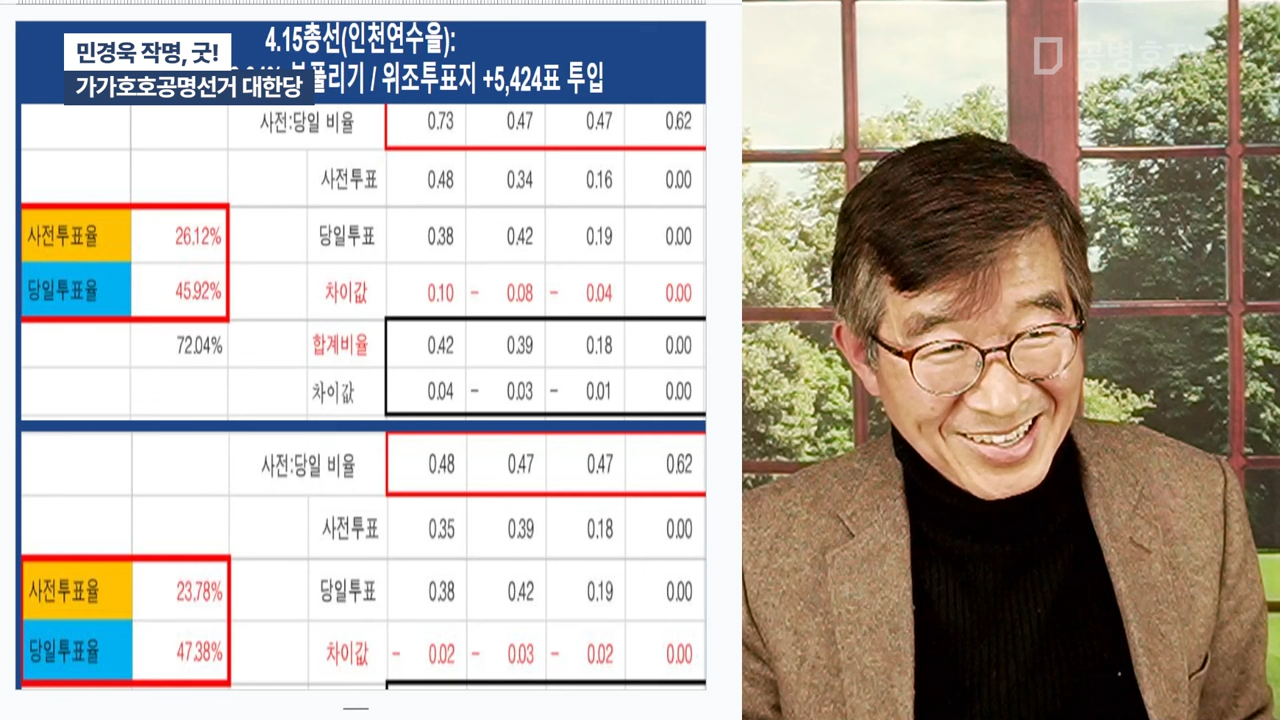 4.15총선(인천연수을):
민경욱 작명, 굿!
풀리기 / 위조투표지 +5,424표 투입
가가호호공명선거 대한당
사전:당일 비율 0.73 0.47 0.47 0.62
사전투표 0.48 0.34 0.16 0.00
사전투표율 26.12% 당일투표 0.38 0.42 0.19 0.00
당일투표율 45.92% 차이값 0.10 - 0.08 - 0.04 0.00
72.04% 합계비율 0.42 0.39 0.18 0.00
차이값 0.04 - 0.03 - 0.01 0.00
사전:당일 비율 0.48 0.47 0.47 0.62
사전투표 0.35 0.39 0.18 0.00
사전투표율 23.78% 당일투표 0.38 0.42 0.19 0.00
당일투표율 47.38% 차이값 - 0.02 - 0.03 - 0.02 0.00